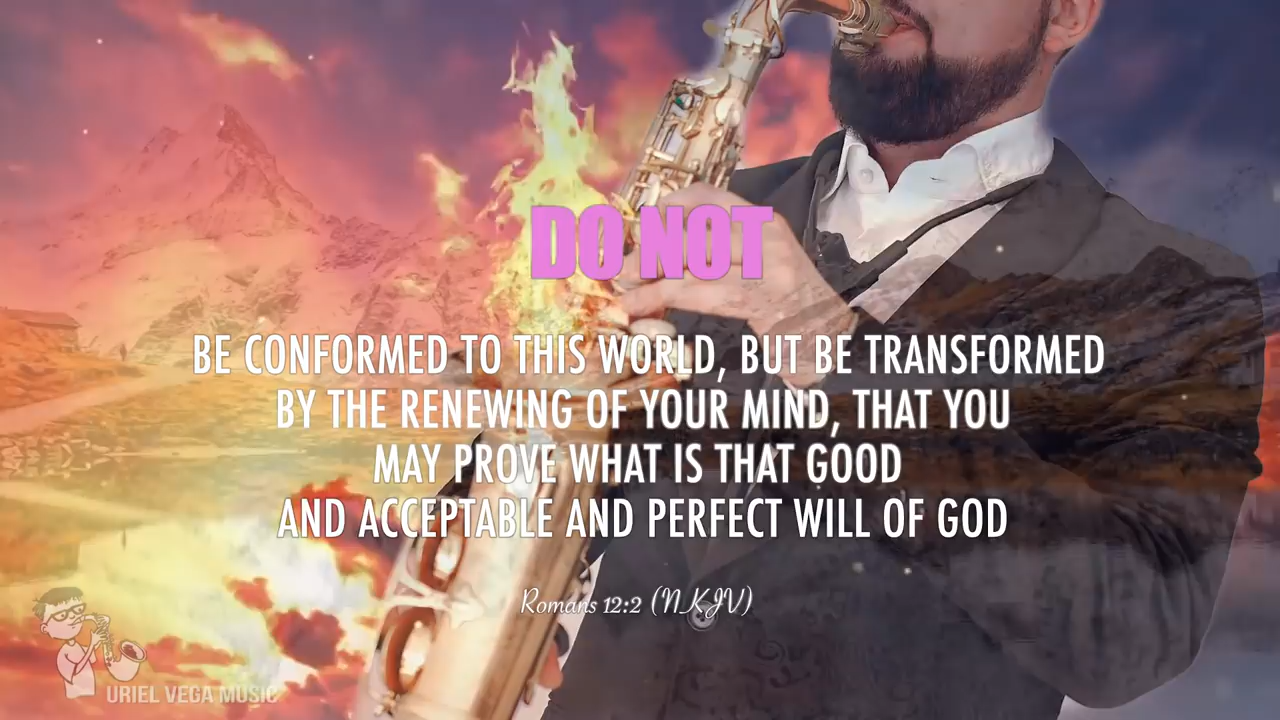 DO NOT
BE CONFORMED TO THIS WORLD, BUT BE TRANSFORMED
BY THE RENEWING OF YOUR MIND, THAT YOU
MAY PROVE WHAT IS THAT GOOD
AND ACCEPTABLE AND PERFECT WILL OF GOD
Romans 12:2 (NKJV)
URIEL VEGA MUSIC